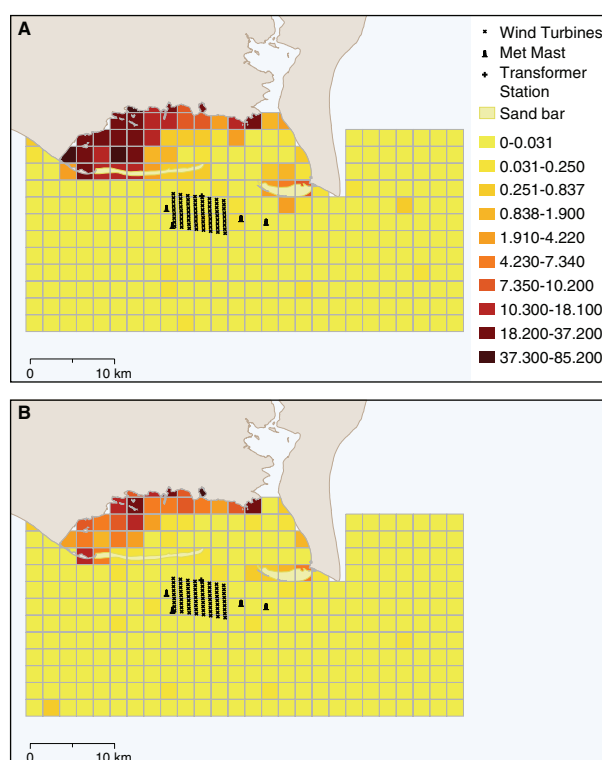 A
Wind Turbines
Met Mast
Transformer
Station
Sand bar
0-0.031
0.031-0.250
0.251-0.837
0.838-1.900
1.910-4.220
4.230-7.340
7.350-10.200
10.300-18.100
18.200-37.200
37.300-85.200
0 10 km
B
0 10 km